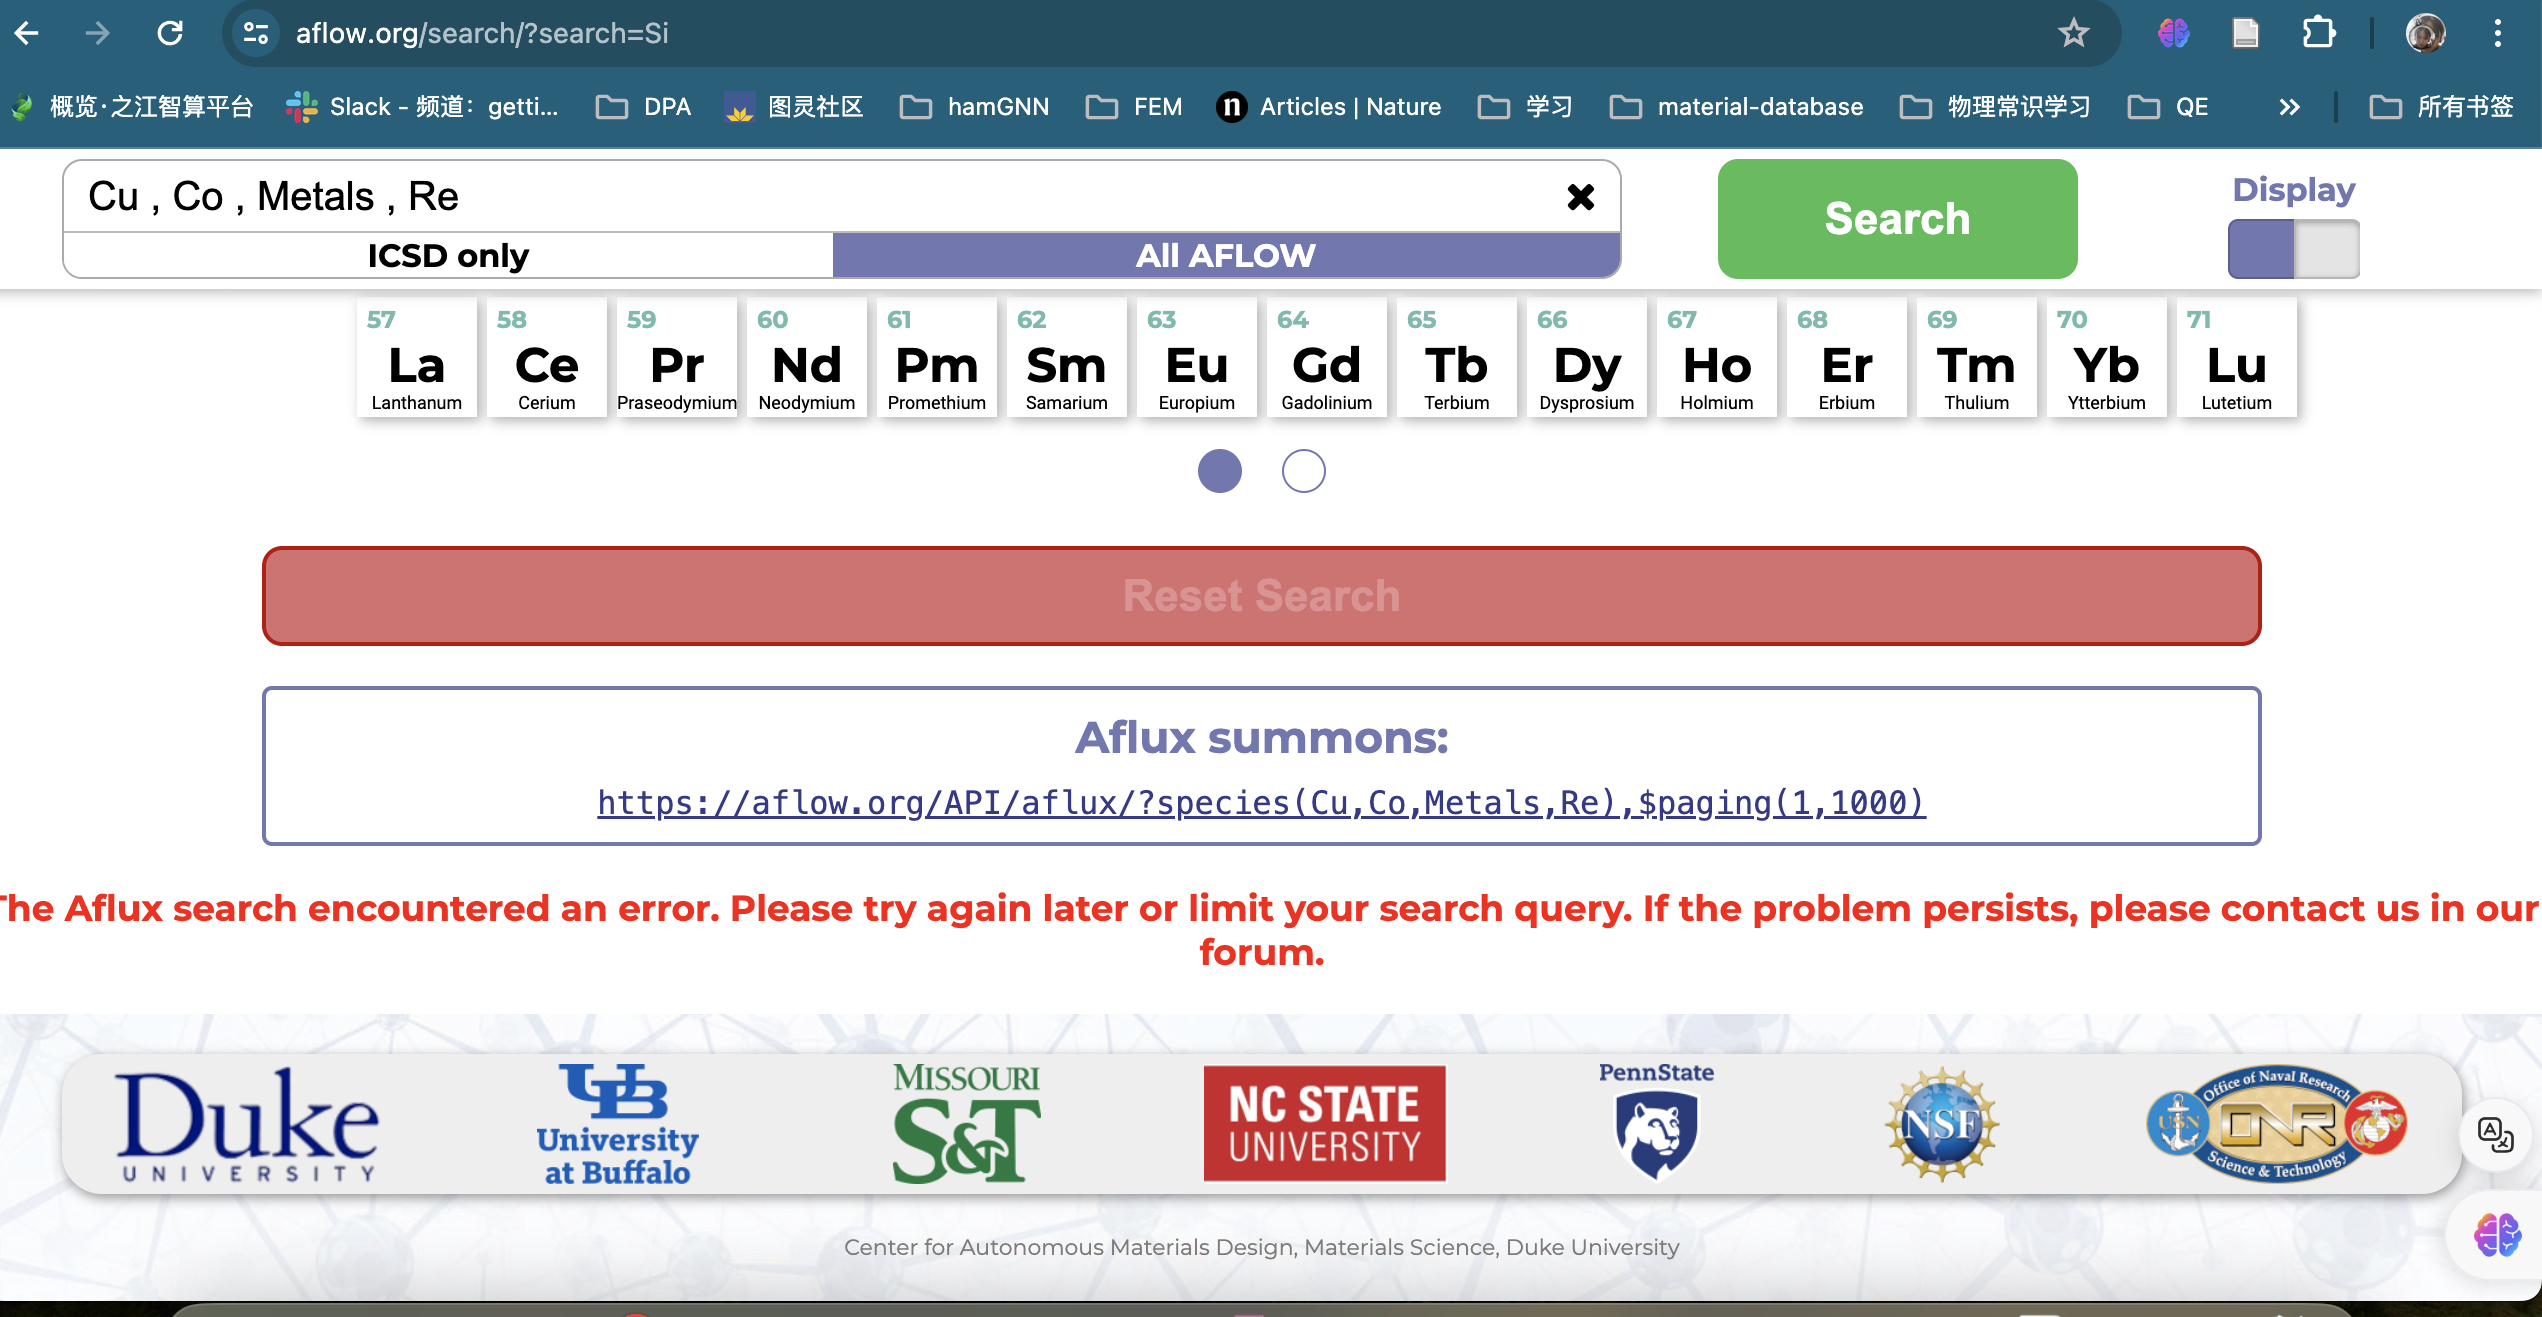 aflow.org/search/?search=Si
概览·之江智算平台
Slack - 频道：getti...
DPA
图灵社区
hamGNN
FEM
Articles | Nature
学习
material-database
物理常识学习
QE
所有书签
Cu , Co , Metals , Re
Search
Display
ICSD only
All AFLOW
57
58
59
60
61
62
63
64
65
66
67
68
69
70
71
La
Ce
Pr
Nd
Pm
Sm
Eu
Gd
Tb
Dy
Ho
Er
Tm
Yb
Lu
Lanthanum
Cerium
Praseodymium
Neodymium
Promethium
Samarium
Europium
Gadolinium
Terbium
Dysprosium
Holmium
Erbium
Thulium
Ytterbium
Lutetium
Reset Search
Aflux summons:
https://aflow.org/API/aflux/?species(Cu,Co,Metals,Re),$paging(1,1000)
The Aflux search encountered an error. Please try again later or limit your search query. If the problem persists, please contact us in our
forum.
Duke
UNIVERSITY
UB
University
at Buffalo
MISSOURI
S&T
NC STATE
UNIVERSITY
PennState
NSF
Office of Naval Research
USN
ONR
Science & Technology
Center for Autonomous Materials Design, Materials Science, Duke University